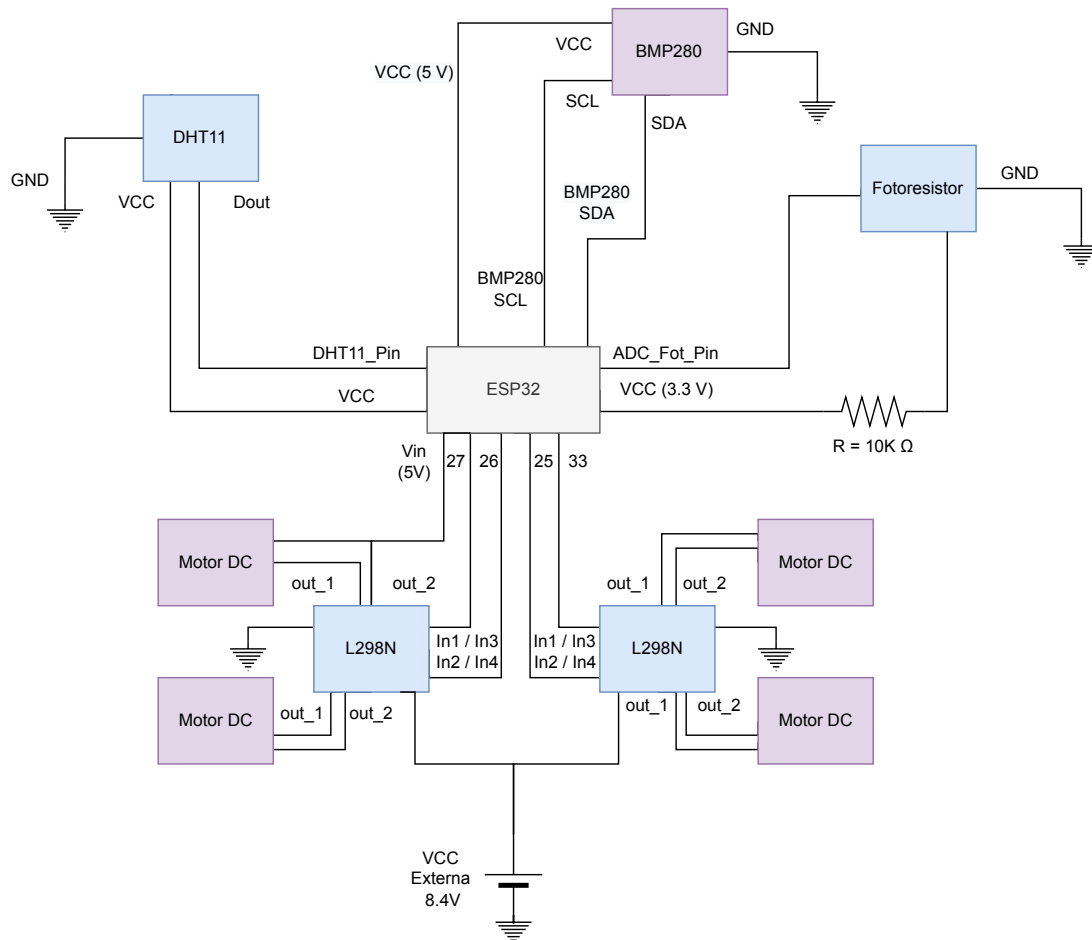 BMP280
GND
VCC
VCC (5 V)
SCL
SDA
DHT11
GND
VCC
Dout
Fotoresistor
GND
BMP280
SDA
BMP280
SCL
DHT11_Pin
ADC_Fot_Pin
ESP32
VCC
VCC (3.3 V)
R = 10K Ω
Vin
(5V)
27
26
25
33
Motor DC
out_1
out_2
L298N
In1 / In3
In2 / In4
Motor DC
out_1
out_2
Motor DC
out_1
out_2
In1 / In3
In2 / In4
L298N
out_1
out_2
Motor DC
VCC
Externa
8.4V